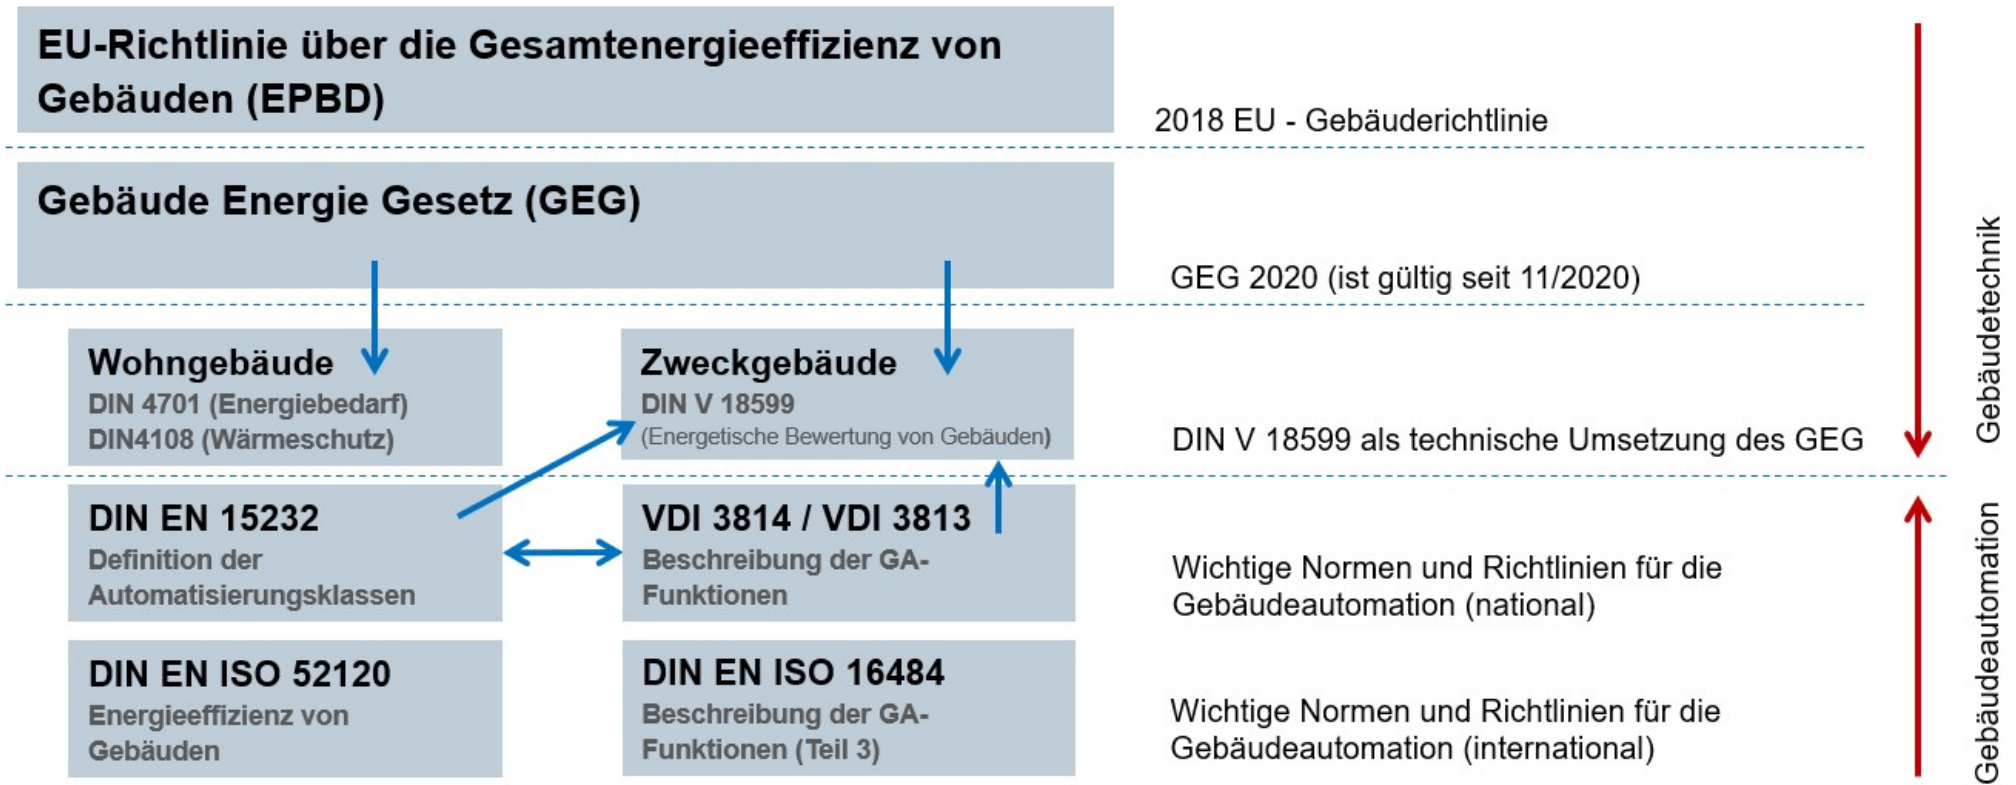 EU-Richtlinie über die Gesamtenergieeffizienz von
Gebäuden (EPBD)
2018 EU - Gebäuderichtlinie
Gebäude Energie Gesetz (GEG)
GEG 2020 (ist gültig seit 11/2020)
Wohngebäude
DIN 4701 (Energiebedarf)
DIN4108 (Wärmeschutz)
Zweckgebäude
DIN V 18599
(Energetische Bewertung von Gebäuden)
DIN V 18599 als technische Umsetzung des GEG
Gebäudetechnik
DIN EN 15232
Definition der
Automatisierungsklassen
VDI 3814 / VDI 3813
Beschreibung der GA-
Funktionen
Wichtige Normen und Richtlinien für die
Gebäudeautomation (national)
DIN EN ISO 52120
Energieeffizienz von
Gebäuden
DIN EN ISO 16484
Beschreibung der GA-
Funktionen (Teil 3)
Wichtige Normen und Richtlinien für die
Gebäudeautomation (international)
Gebäudeautomation